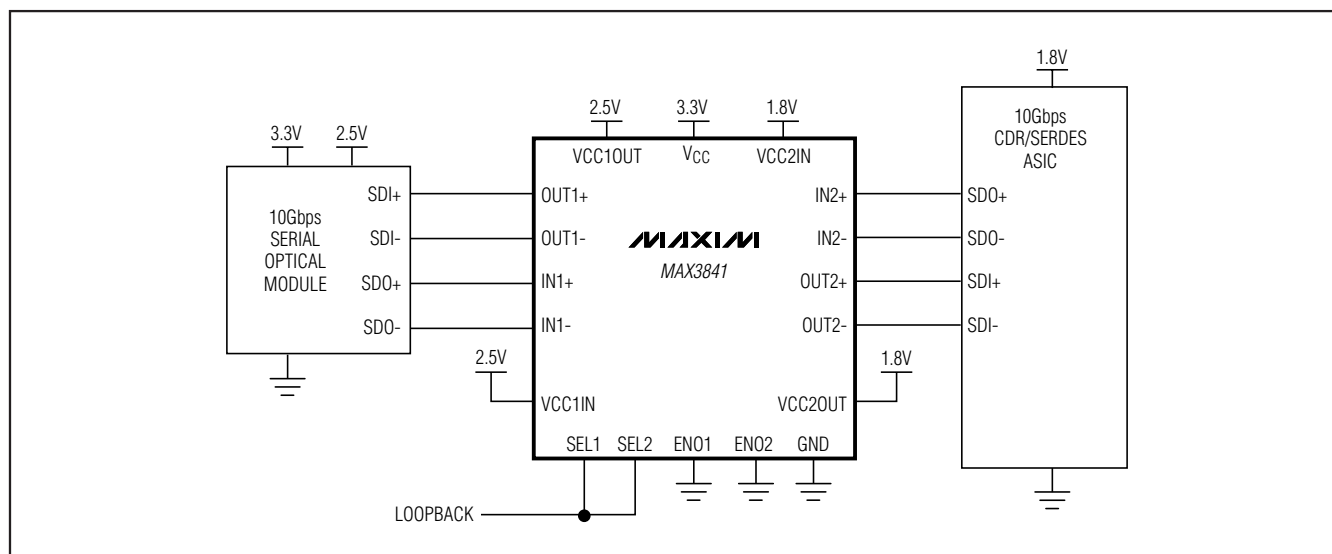 1.8V
2.5V
3.3V
1.8V
10Gbps
CDR/SERDES
ASIC
3.3V
2.5V
VCC1OUT
VCC
VCC2IN
SDI+
OUT1+
IN2+
SDO+
10Gbps
SERIAL
OPTICAL
MODULE
SDI-
OUT1-
MAXIM
IN2-
SDO-
MAX3841
SDO+
IN1+
OUT2+
SDI+
SDO-
IN1-
OUT2-
SDI-
2.5V
1.8V
VCC1IN
VCC2OUT
SEL1
SEL2
ENO1
ENO2
GND
LOOPBACK